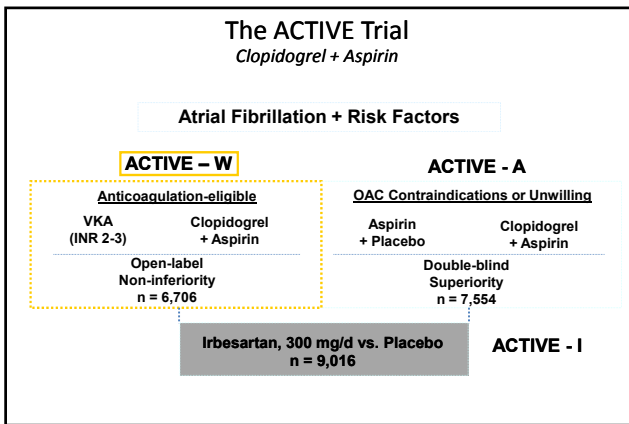 The ACTIVE Trial
Clopidogrel + Aspirin
Atrial Fibrillation + Risk Factors
ACTIVE – W
Anticoagulation-eligible
VKA
(INR 2-3)
Clopidogrel
+ Aspirin
Open-label
Non-inferiority
n = 6,706
ACTIVE - A
OAC Contraindications or Unwilling
Aspirin
+ Placebo
Clopidogrel
+ Aspirin
Double-blind
Superiority
n = 7,554
Irbesartan, 300 mg/d vs. Placebo
n = 9,016
ACTIVE - I